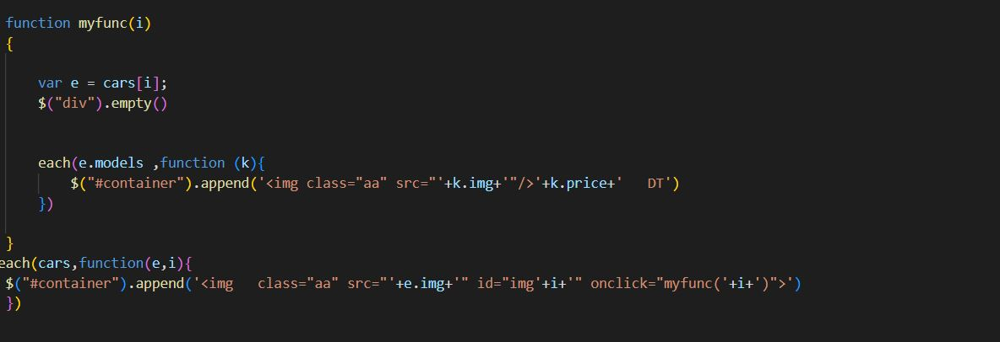 function myfunc(i)
{
var e = cars[i];
$("div").empty()
each(e.models ,function (k){
$("#container").append('<img class="aa" src="'+k.img+'"/>'+k.price+'   DT')
})
}
each(cars,function(e,i){
$("#container").append('<img   class="aa" src="'+e.img+'" id="img'+i+'" onclick="myfunc('+i+')">')
})